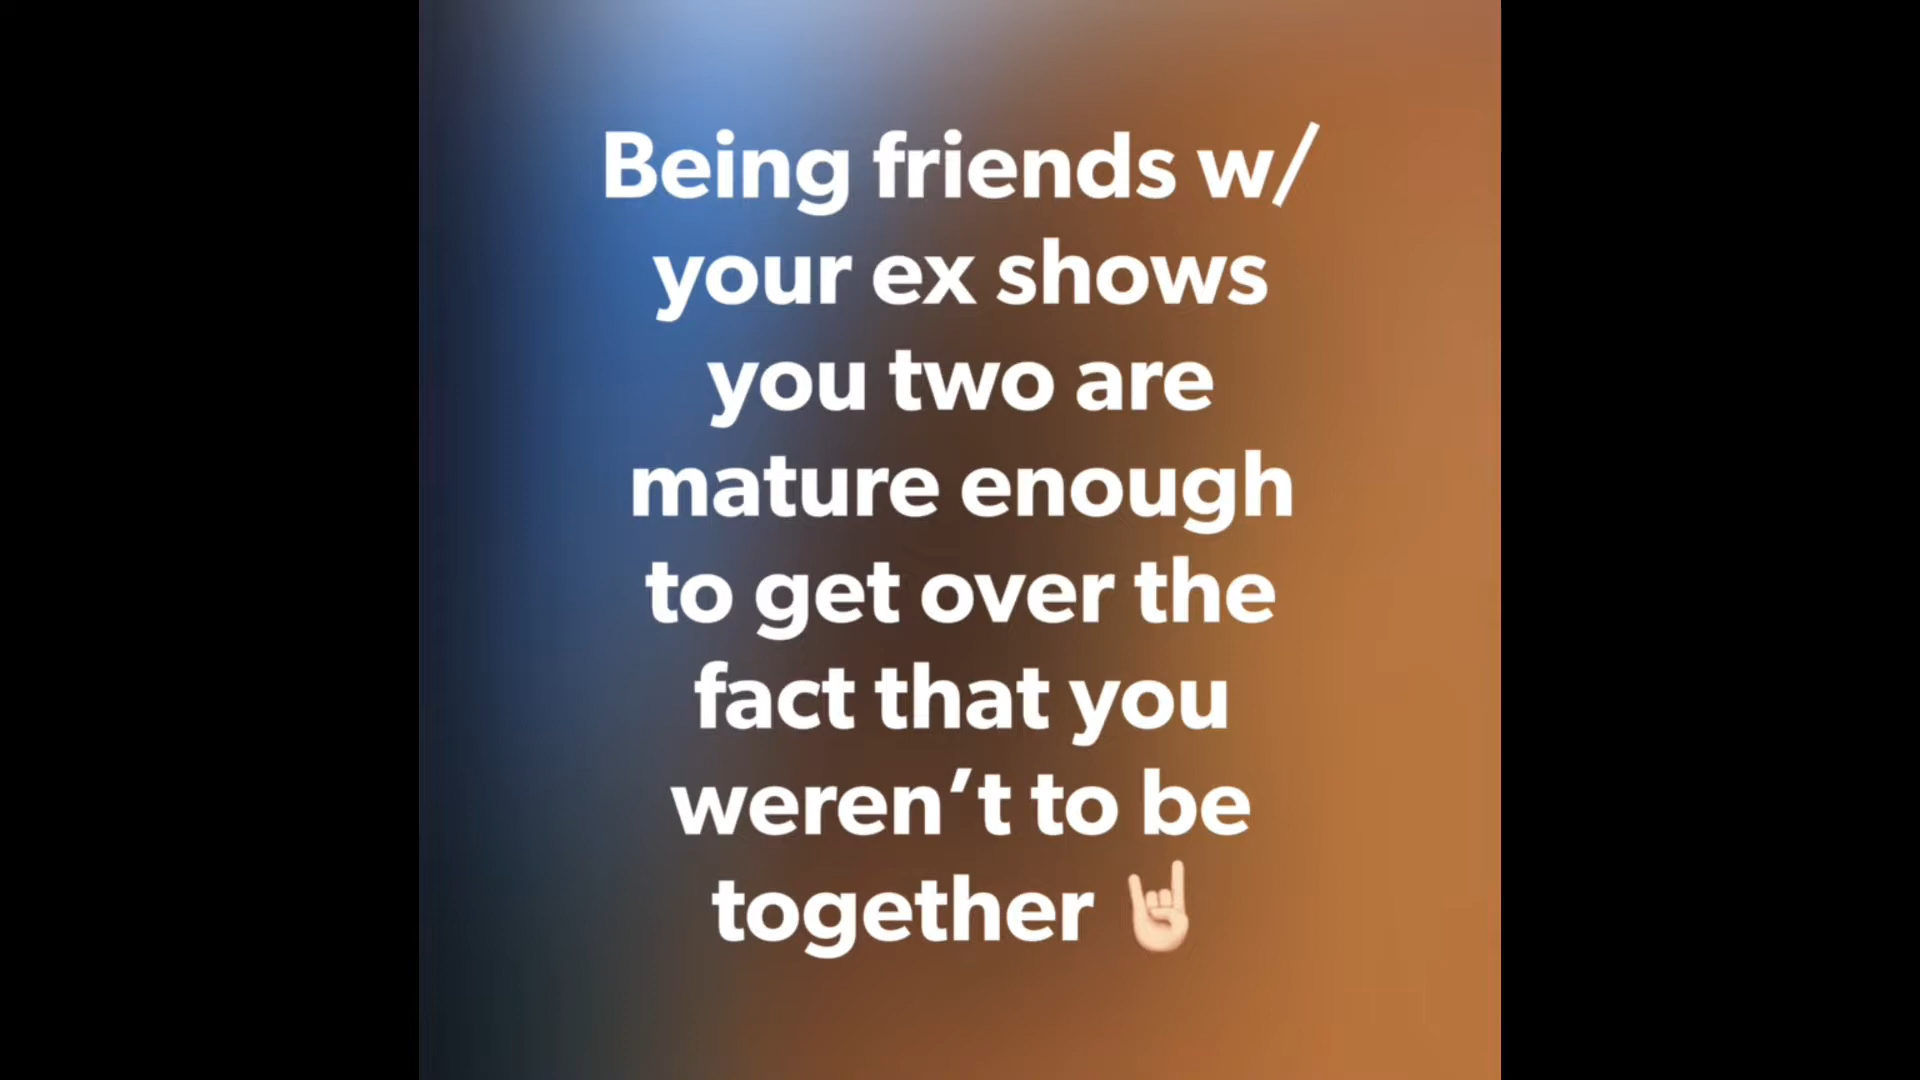 Being friends w/
your ex shows
you two are
mature enough
to get over the
fact that you
weren't to be
together 🤘🏻